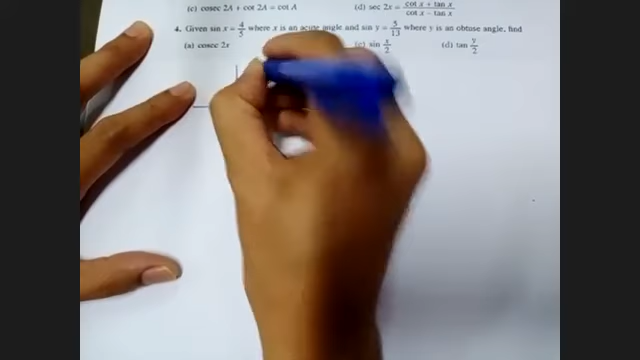 (c) cosec 2A + cot 2A = cot A (d) sec 2x = cot x + tan x / cot x − tan x
4. Given sin x = 4/5 where x is an acute angle and sin y = 5/13 where y is an obtuse angle, find
(a) cosec 2x (c) sin x/2 (d) tan y/2